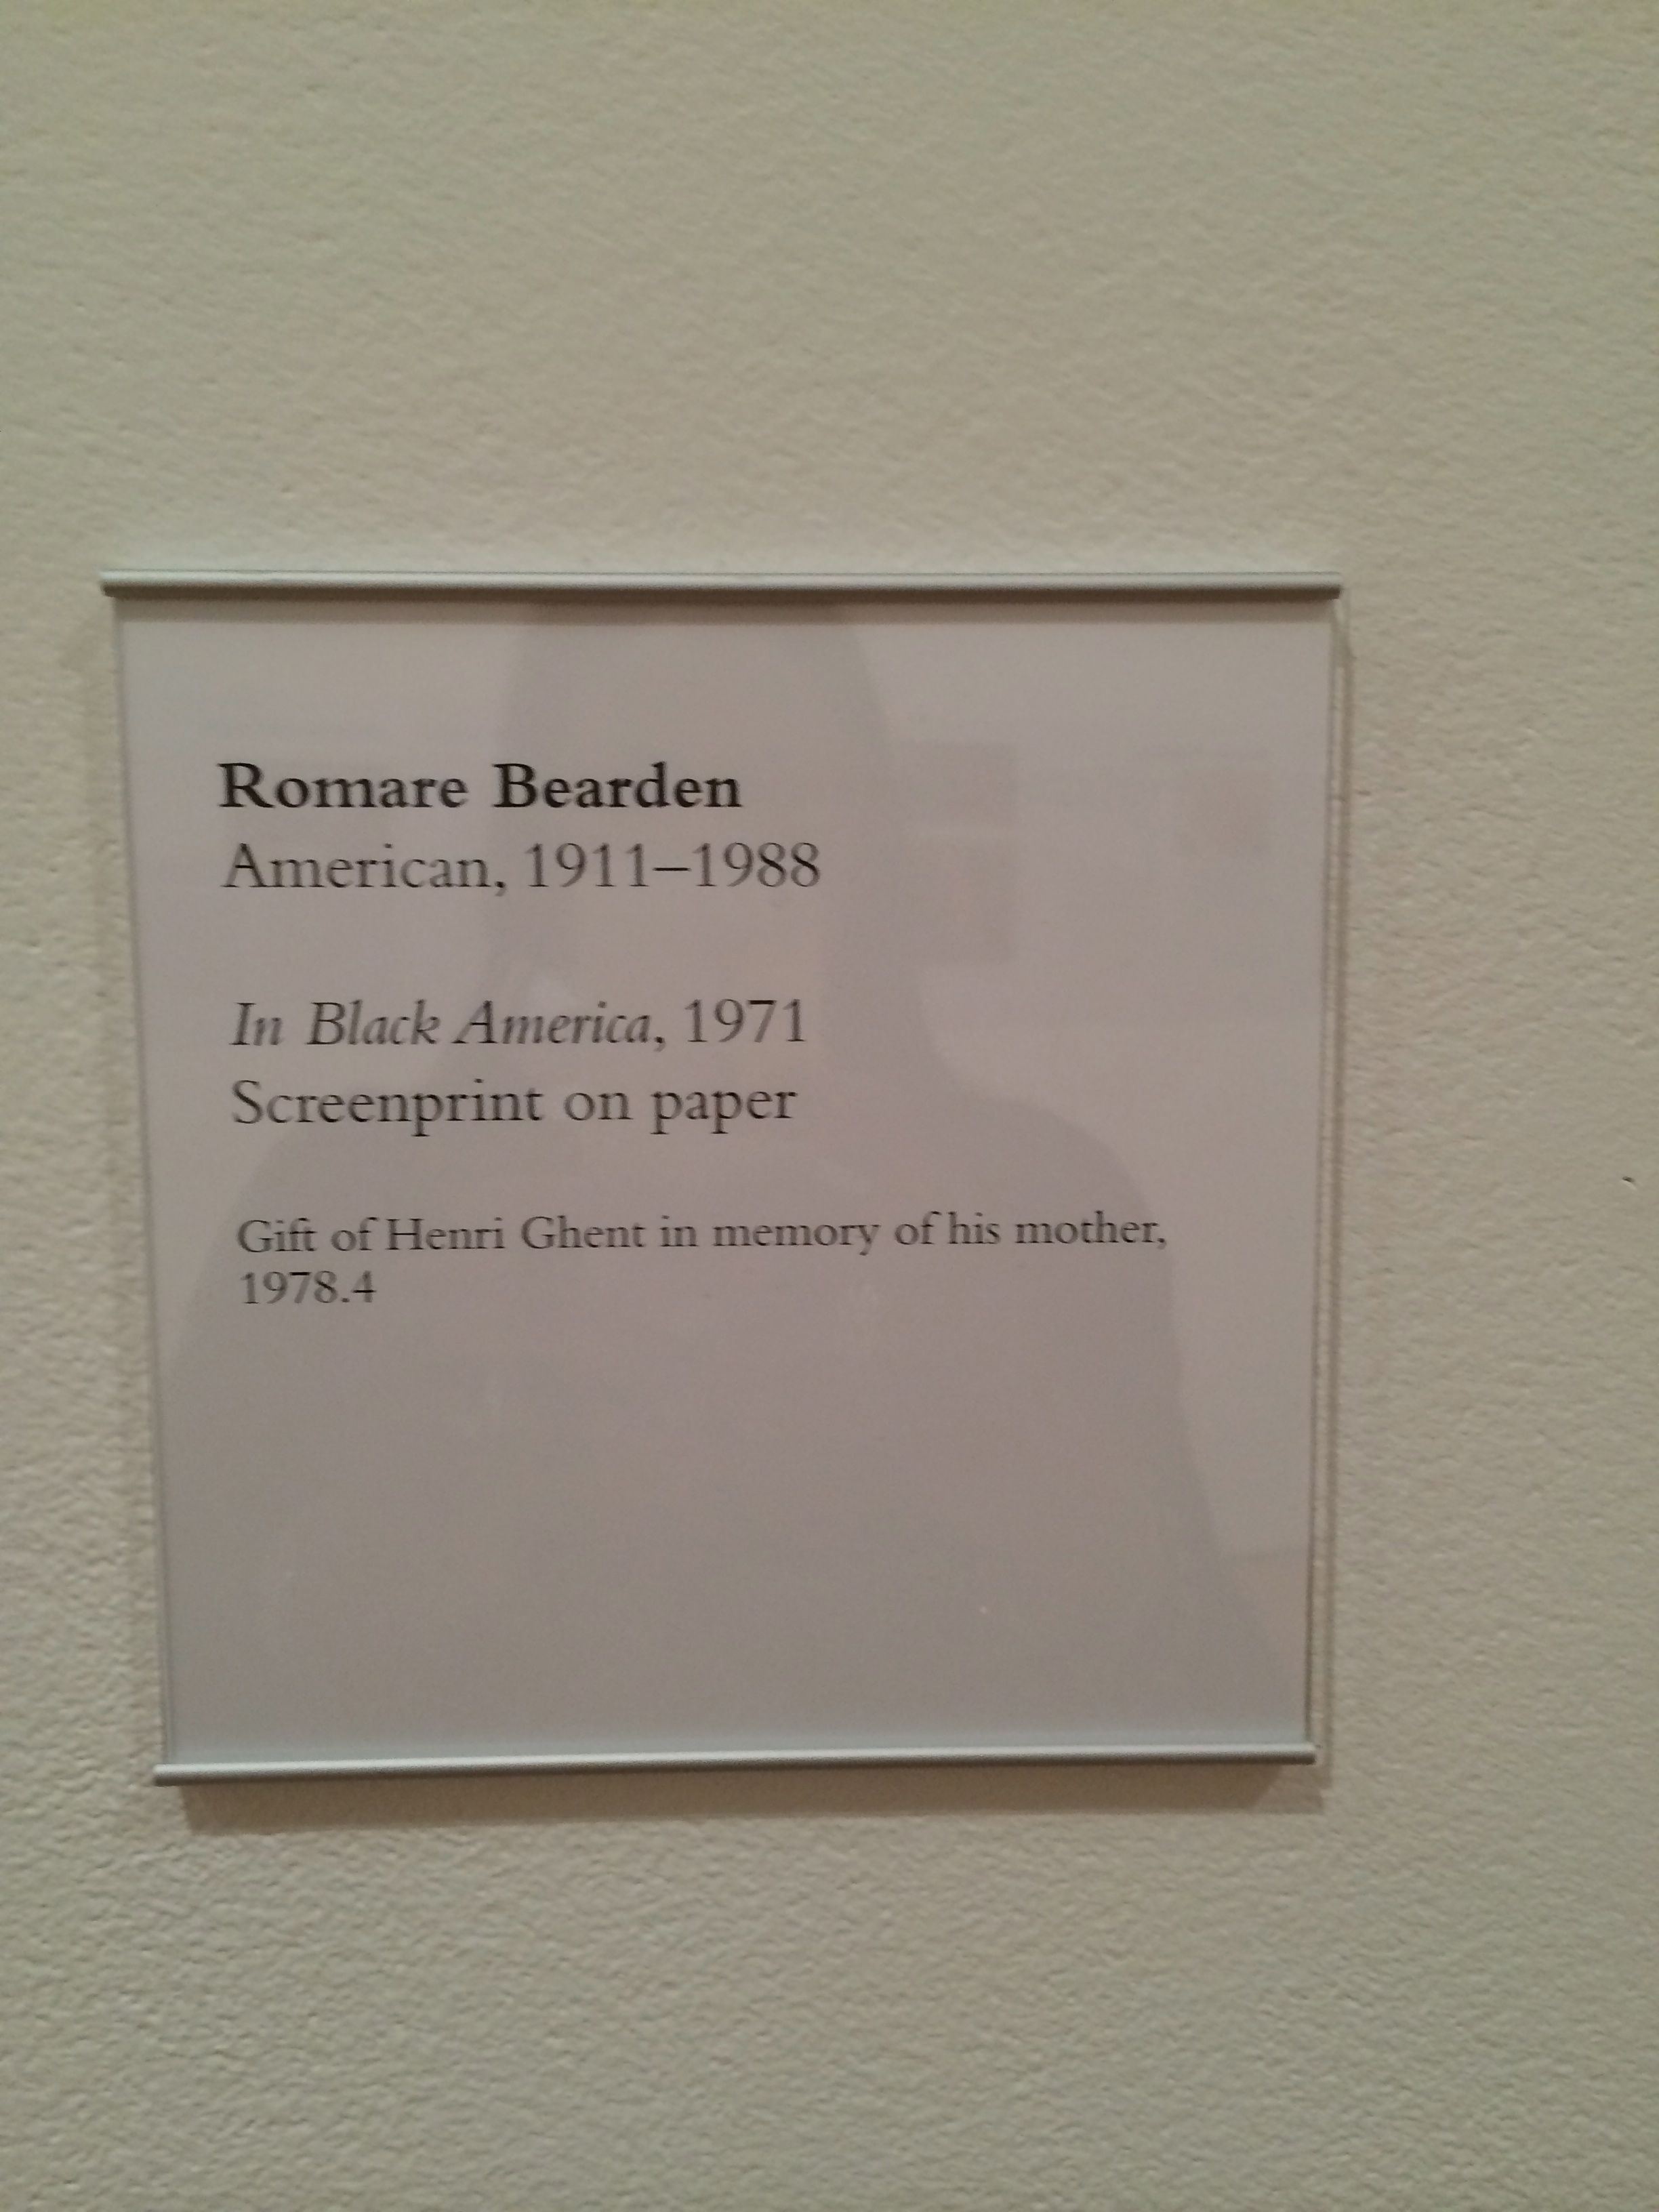 Romare Bearden
American, 1911–1988
In Black America, 1971
Screenprint on paper
Gift of Henri Ghent in memory of his mother,
1978.4